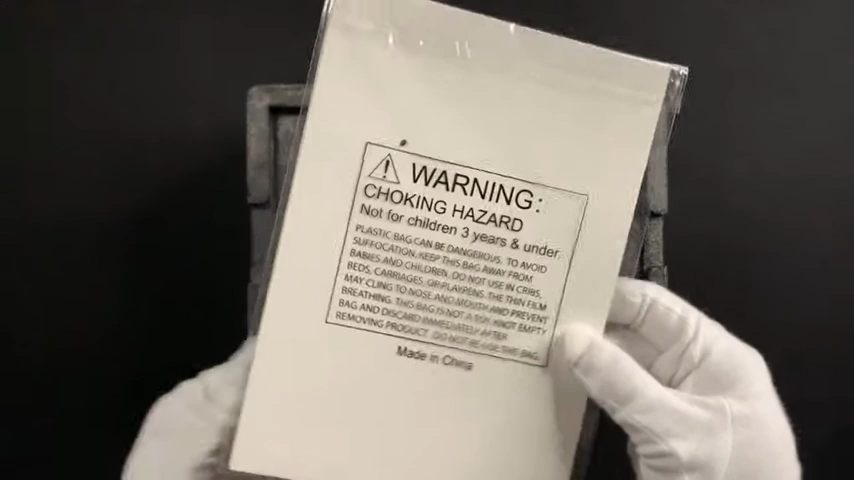 WARNING:
CHOKING HAZARD
Not for children 3 years & under
PLASTIC BAG CAN BE DANGEROUS. TO AVOID
SUFFOCATION, KEEP THIS BAG AWAY FROM
BABIES AND CHILDREN. DO NOT USE IN CRIBS,
BEDS, CARRIAGES, OR PLAYPENS. THE THIN FILM
MAY CLING TO NOSE AND MOUTH AND PREVENT
BREATHING. THIS BAG IS NOT A TOY. KNOT EMPTY
BAG AND DISCARD IMMEDIATELY AFTER
REMOVING PRODUCT. DO NOT RE-USE THIS BAG.
Made in China